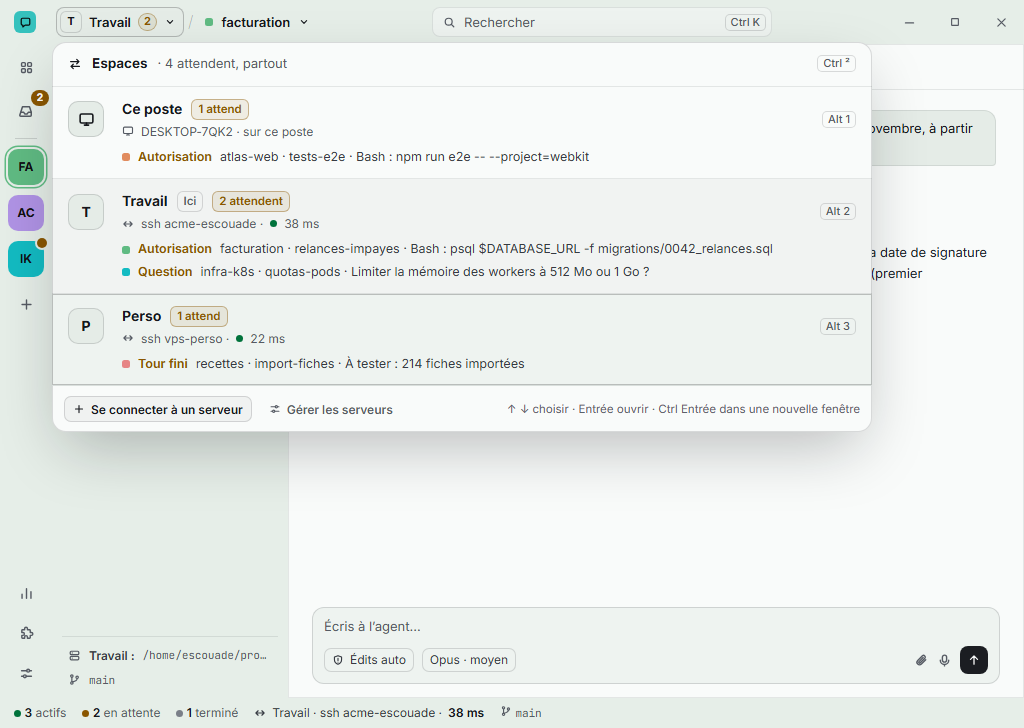 T Travail 2 / facturation
Rechercher Ctrl K
Espaces · 4 attendent, partout Ctrl ²
2
Ce poste 1 attend Alt 1
DESKTOP-7QK2 · sur ce poste
Autorisation atlas-web · tests-e2e · Bash : npm run e2e -- --project=webkit
ovembre, à partir
FA
AC
IK
T Travail Ici 2 attendent Alt 2
ssh acme-escouade · 38 ms
Autorisation facturation · relances-impayes · Bash : psql $DATABASE_URL -f migrations/0042_relances.sql
Question infra-k8s · quotas-pods · Limiter la mémoire des workers à 512 Mo ou 1 Go ?
a date de signature
(premier
P Perso 1 attend Alt 3
ssh vps-perso · 22 ms
Tour fini recettes · import-fiches · À tester : 214 fiches importées
+ Se connecter à un serveur Gérer les serveurs ↑ ↓ choisir · Entrée ouvrir · Ctrl Entrée dans une nouvelle fenêtre
Écris à l'agent...
Édits auto Opus · moyen
Travail : /home/escouade/pro…
main
3 actifs 2 en attente 1 terminé Travail · ssh acme-escouade · 38 ms main